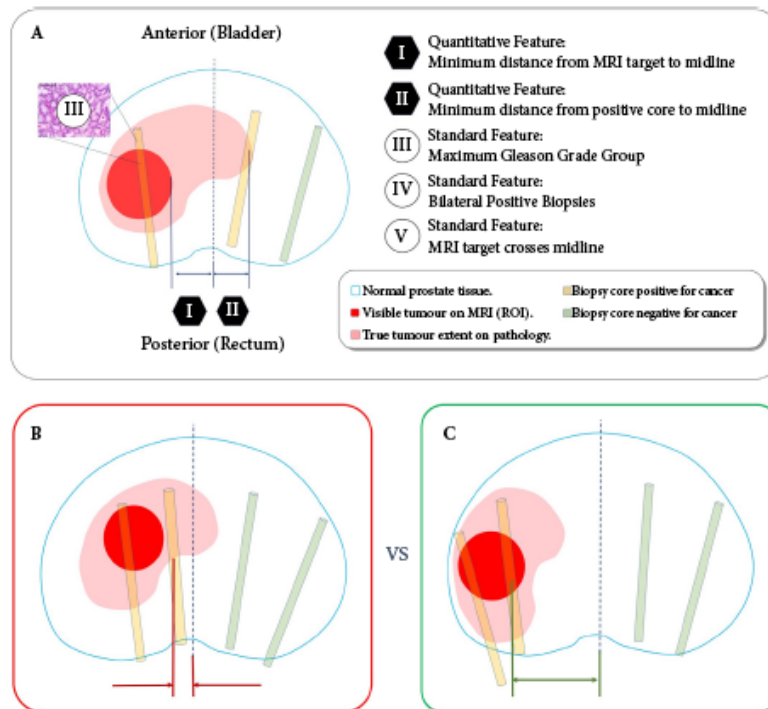 A
Anterior (Bladder)
III
I
II
Posterior (Rectum)
I
Quantitative Feature:
Minimum distance from MRI target to midline
II
Quantitative Feature:
Minimum distance from positive core to midline
III
Standard Feature:
Maximum Gleason Grade Group
IV
Standard Feature:
Bilateral Positive Biopsies
V
Standard Feature:
MRI target crosses midline
Normal prostate tissue.
Visible tumour on MRI (ROI).
True tumour extent on pathology.
Biopsy core positive for cancer
Biopsy core negative for cancer
B
VS
C